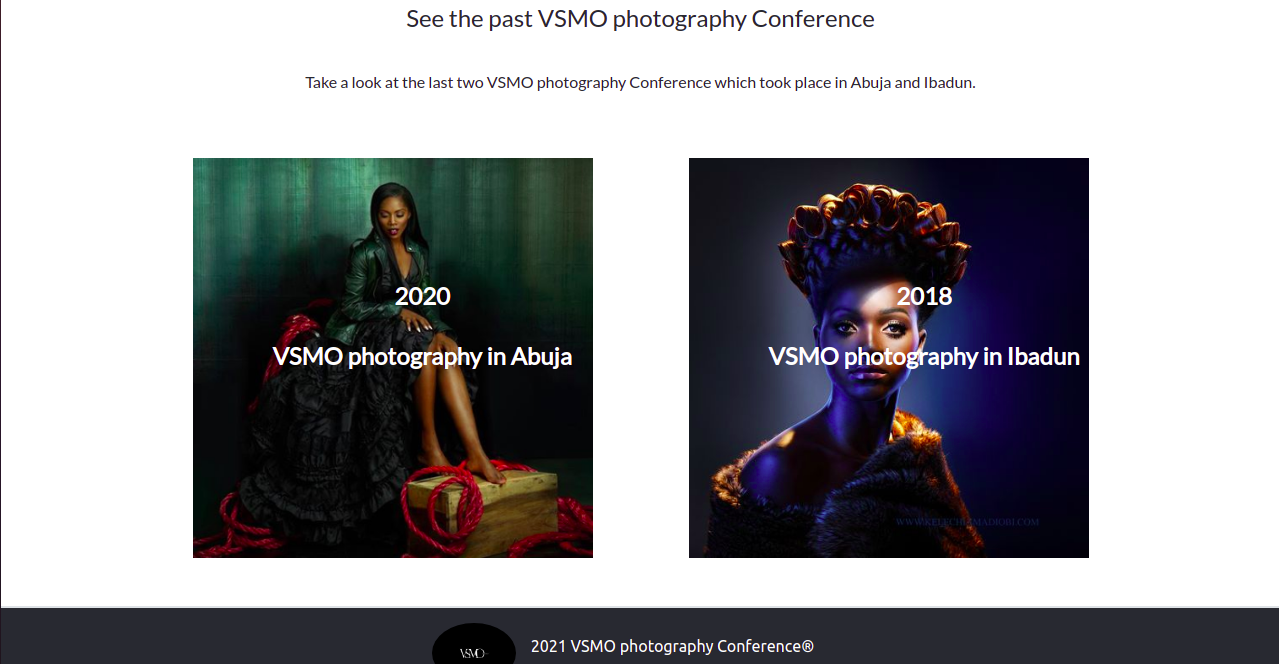 See the past VSMO photography Conference
Take a look at the last two VSMO photography Conference which took place in Abuja and Ibadun.
2020
VSMO photography in Abuja
2018
VSMO photography in Ibadun
WWW.KELECHIAMADIOBI.COM
VSMO
2021 VSMO photography Conference®